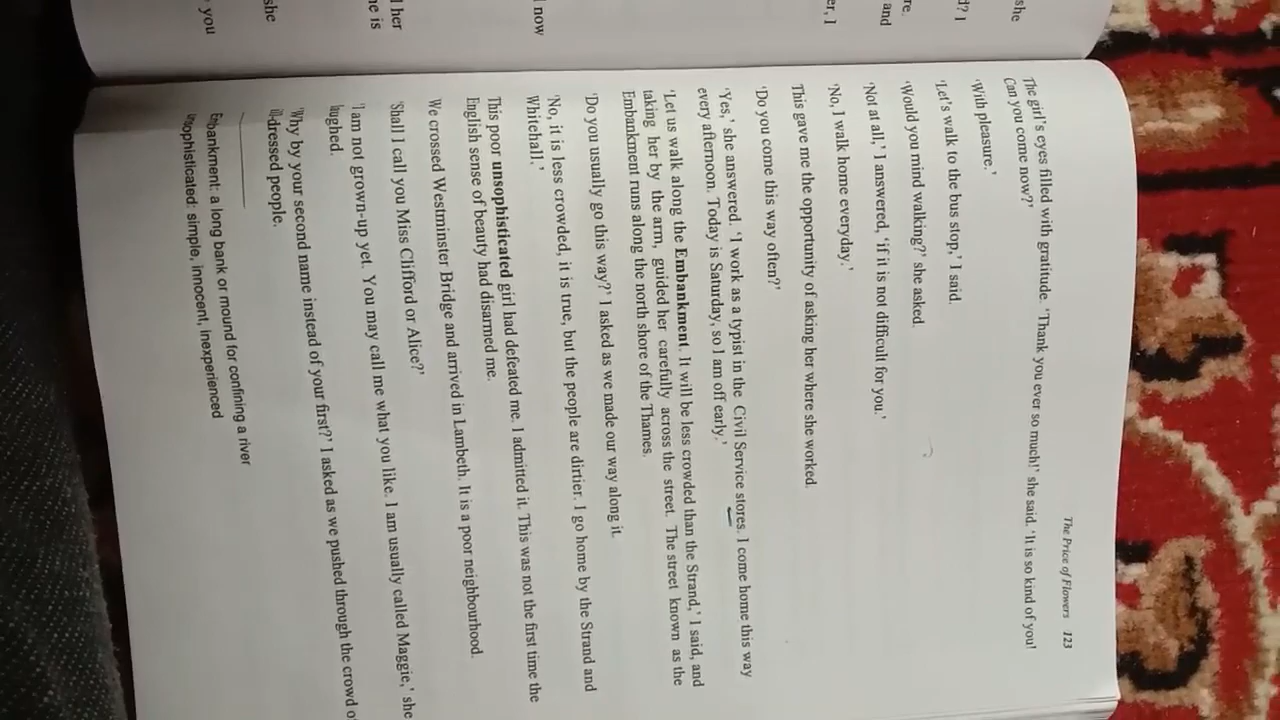 The Price of Flowers 123
The girl's eyes filled with gratitude. 'Thank you ever so much!' she said. 'It is so kind of you!
Can you come now?'
'With pleasure.'
'Let's walk to the bus stop,' I said.
'Would you mind walking?' she asked.
'Not at all,' I answered, 'if it is not difficult for you.'
'No, I walk home everyday.'
This gave me the opportunity of asking her where she worked.
'Do you come this way often?'
'Yes,' she answered. 'I work as a typist in the Civil Service stores. I come home this way
every afternoon. Today is Saturday, so I am off early.'
'Let us walk along the Embankment. It will be less crowded than the Strand,' I said, and
taking her by the arm, guided her carefully across the street. The street known as the
Embankment runs along the north shore of the Thames.
'Do you usually go this way?' I asked as we made our way along it.
'No, it is less crowded, it is true, but the people are dirtier. I go home by the Strand and
Whitehall.'
This poor unsophisticated girl had defeated me. I admitted it. This was not the first time the
English sense of beauty had disarmed me.
We crossed Westminster Bridge and arrived in Lambeth. It is a poor neighbourhood.
'Shall I call you Miss Clifford or Alice?'
'I am not grown-up yet. You may call me what you like. I am usually called Maggie,' she
laughed.
'Why by your second name instead of your first?' I asked as we pushed through the crowd of
ill-dressed people.
Embankment: a long bank or mound for confining a river
unsophisticated: simple, innocent, inexperienced
she
d? I
re.
and
er, I
now
her
e is
she
you